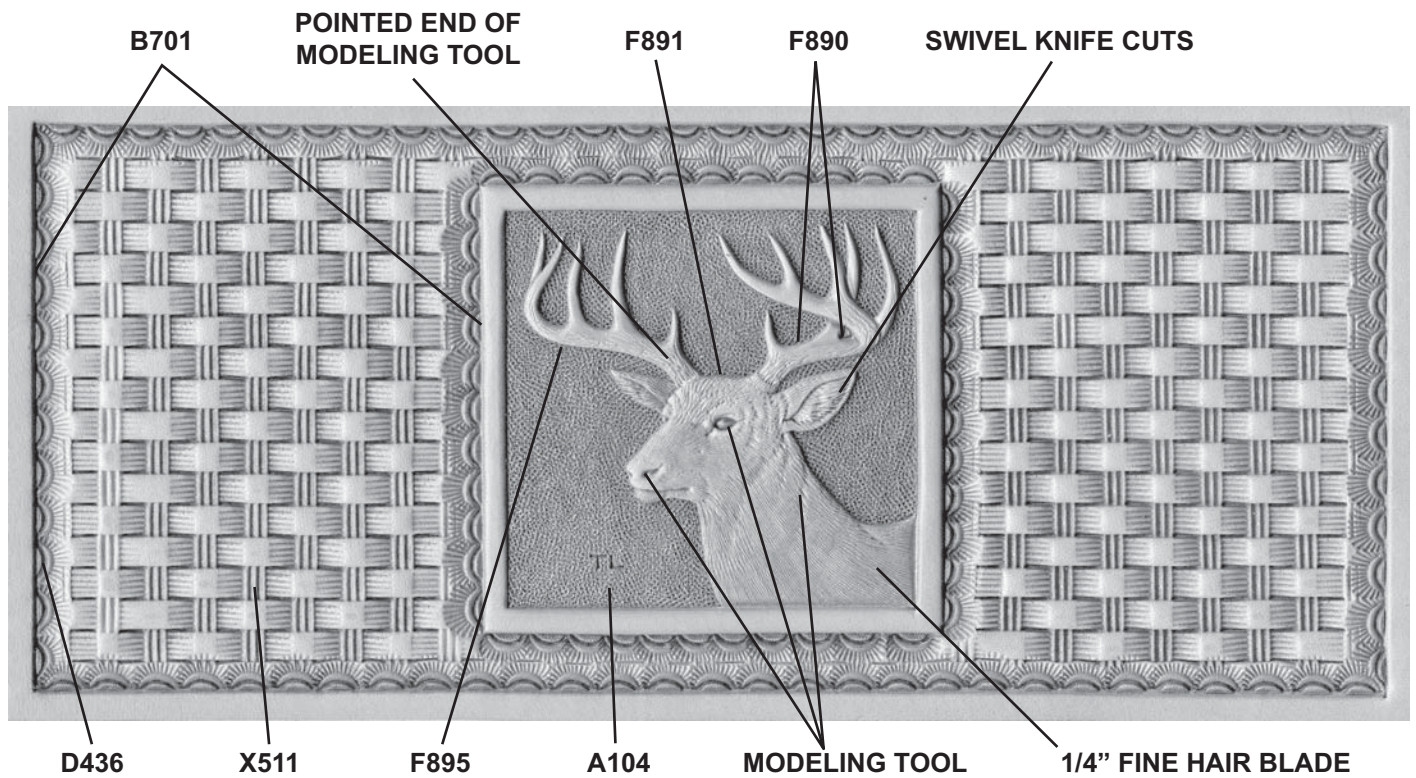 B701
POINTED END OF
MODELING TOOL
F891
F890
SWIVEL KNIFE CUTS
TL
D436
X511
F895
A104
MODELING TOOL
1/4” FINE HAIR BLADE